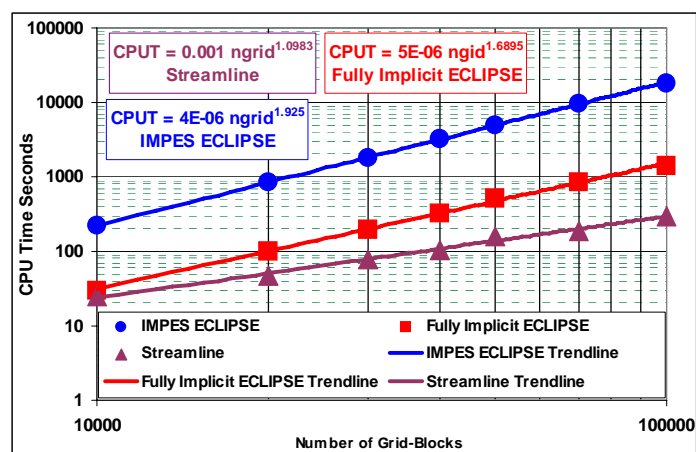 100000
10000
1000
100
10
1
CPU Time Seconds
CPUT = 0.001 ngrid^1.0983
Streamline
CPUT = 5E-06 ngid^1.6895
Fully Implicit ECLIPSE
CPUT = 4E-06 ngrid^1.925
IMPES ECLIPSE
IMPES ECLIPSE
Fully Implicit ECLIPSE
Streamline
IMPES ECLIPSE Trendline
Fully Implicit ECLIPSE Trendline
Streamline Trendline
10000
100000
Number of Grid-Blocks